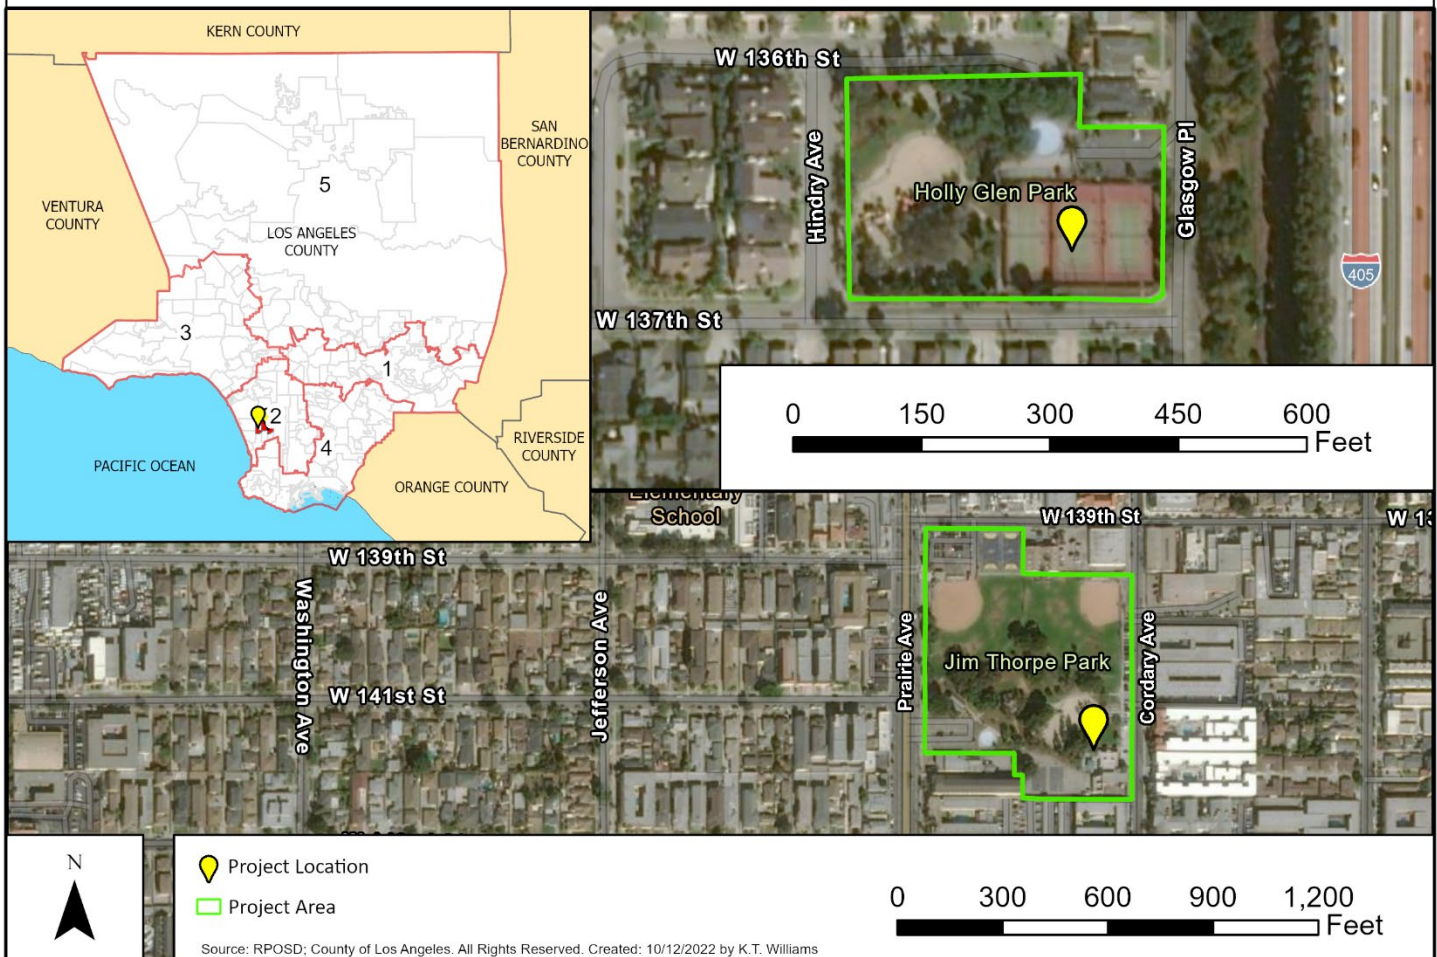 KERN COUNTY
SAN
BERNARDINO
COUNTY
5
VENTURA
COUNTY
LOS ANGELES
COUNTY
3
1
2
4
RIVERSIDE
COUNTY
PACIFIC OCEAN
ORANGE COUNTY
W 136th St
Hindry Ave
Holly Glen Park
Glasgow Pl
405
W 137th St
0 150 300 450 600
Feet
Elementary
School
W 139th St
W 139th St
Washington Ave
Jefferson Ave
Prairie Ave
Jim Thorpe Park
Cordary Ave
W 141st St
N
Project Location
Project Area
0 300 600 900 1,200
Feet
Source: RPOSD; County of Los Angeles. All Rights Reserved. Created: 10/12/2022 by K.T. Williams